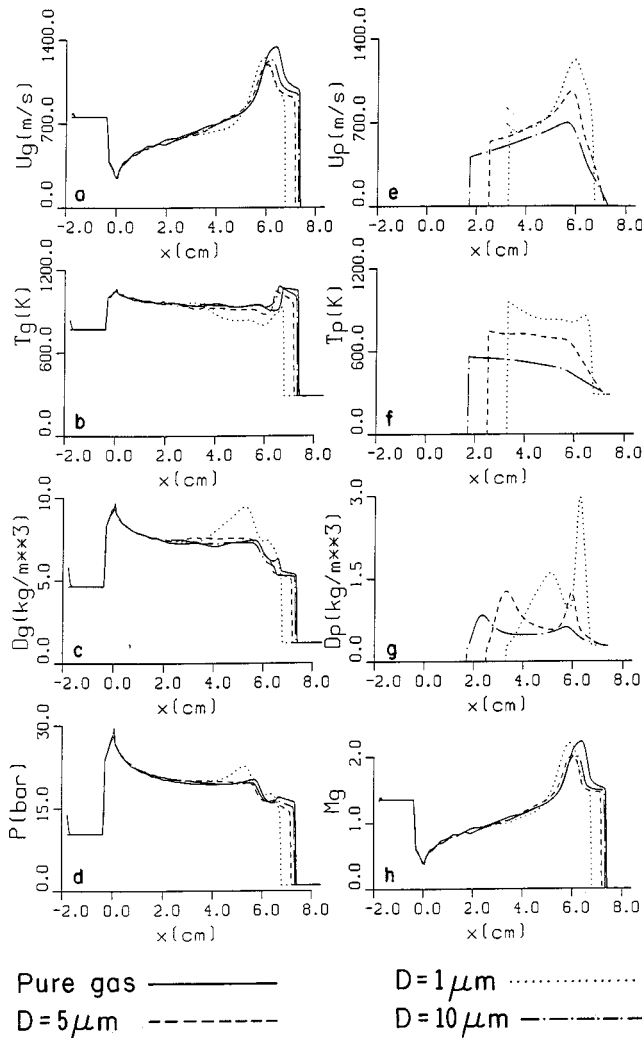 1400.0
700.0
0.0
Ug(m/s)
a
-2.0 0.0 2.0 4.0 6.0 8.0
x(cm)
1400.0
700.0
0.0
Up(m/s)
e
-2.0 0.0 2.0 4.0 6.0 8.0
x(cm)
1200.0
600.0
0.0
Tg(K)
b
-2.0 0.0 2.0 4.0 6.0 8.0
x(cm)
1200.0
600.0
0.0
Tp(K)
f
-2.0 0.0 2.0 4.0 6.0 8.0
x(cm)
10.0
5.0
0.0
Dg(kg/m**3)
c
-2.0 0.0 2.0 4.0 6.0 8.0
x(cm)
3.0
1.5
0.0
Dp(kg/m**3)
g
-2.0 0.0 2.0 4.0 6.0 8.0
x(cm)
30.0
15.0
0.0
P(bar)
d
-2.0 0.0 2.0 4.0 6.0 8.0
x(cm)
2.0
1.0
0.0
Mg
h
-2.0 0.0 2.0 4.0 6.0 8.0
x(cm)
Pure gas
D=1μm
D=5μm
D=10μm